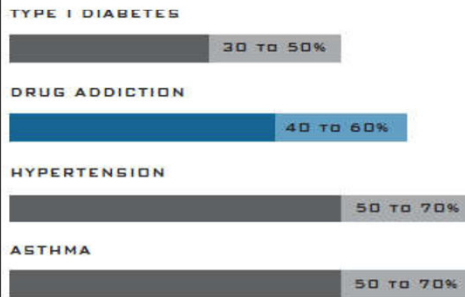 TYPE I DIABETES
30 TO 50%
DRUG ADDICTION
40 TO 60%
HYPERTENSION
50 TO 70%
ASTHMA
50 TO 70%